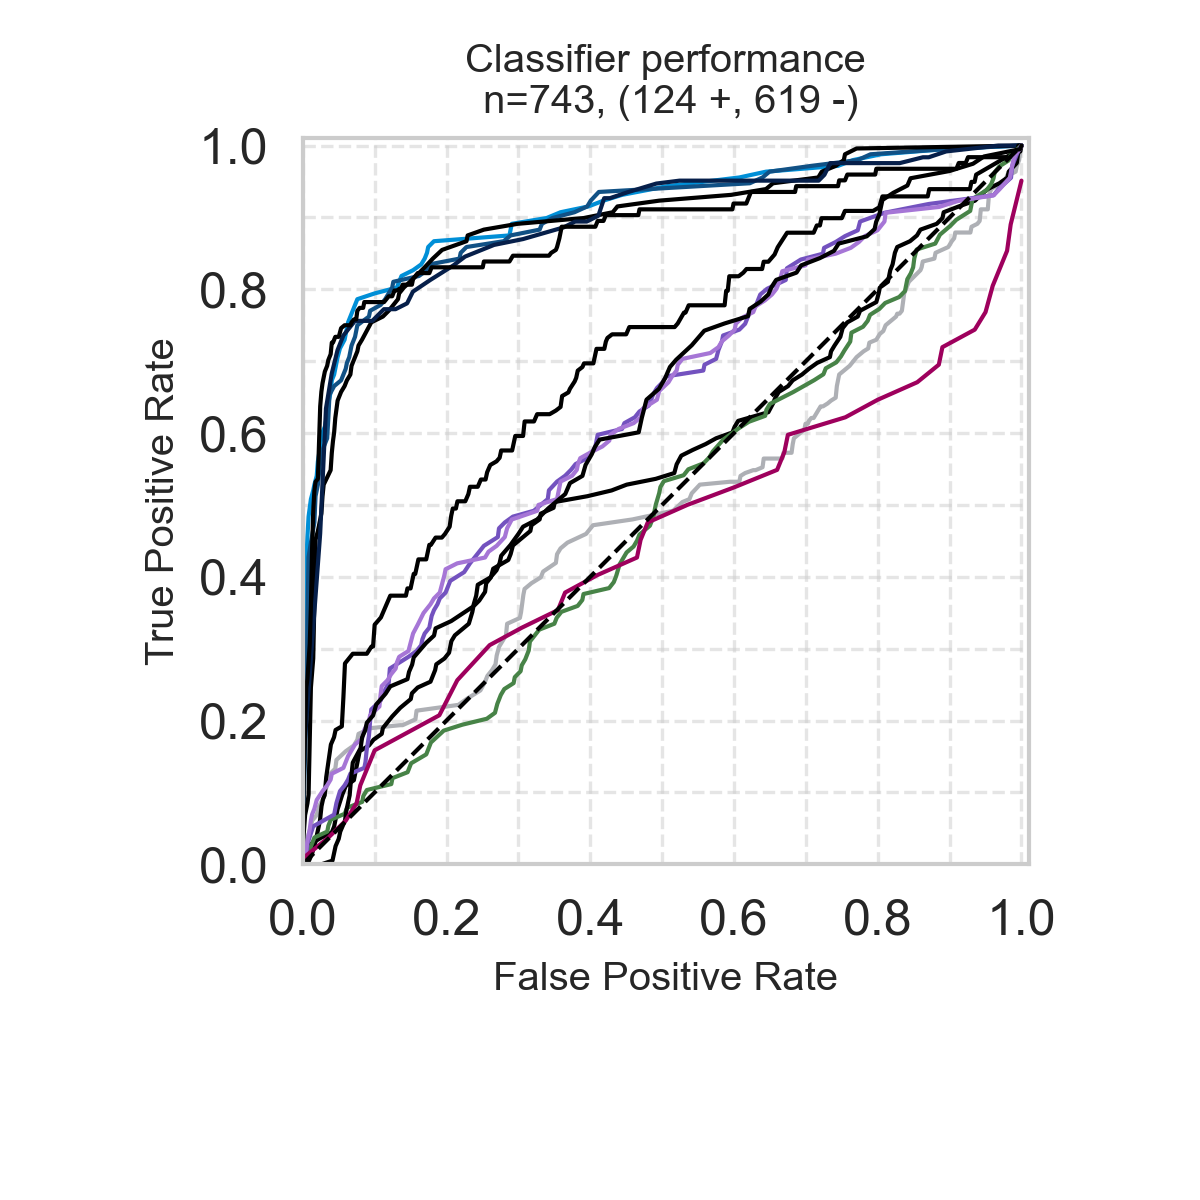 Classifier performance
n=743, (124 +, 619 -)
1.0
0.8
0.6
0.4
0.2
0.0
True Positive Rate
0.0 0.2 0.4 0.6 0.8 1.0
False Positive Rate